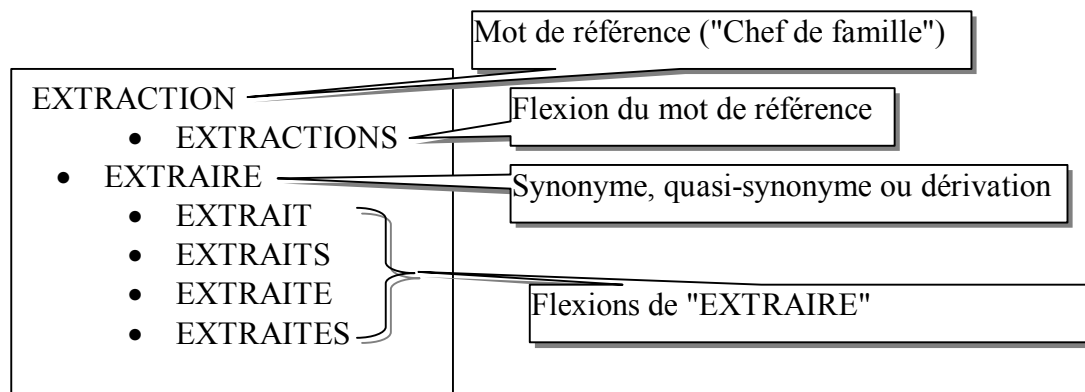 Mot de référence ("Chef de famille")
EXTRACTION
Flexion du mot de référence
• EXTRACTIONS
• EXTRAIRE
Synonyme, quasi-synonyme ou dérivation
• EXTRAIT
• EXTRAITS
• EXTRAITE
Flexions de "EXTRAIRE"
• EXTRAITES